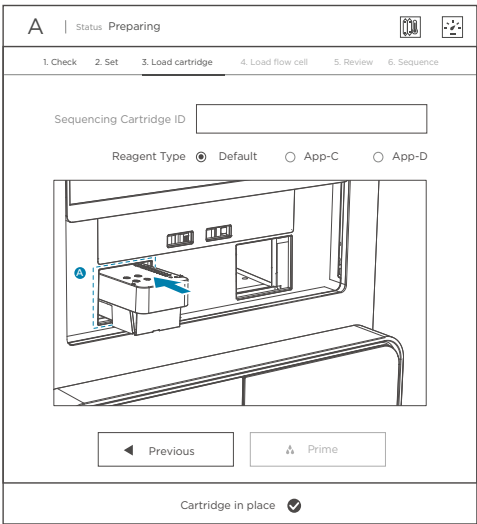 A | Status Preparing
1. Check 2. Set 3. Load cartridge 4. Load flow cell 5. Review 6. Sequence
Sequencing Cartridge ID
Reagent Type Default App-C App-D
A
Previous Prime
Cartridge in place